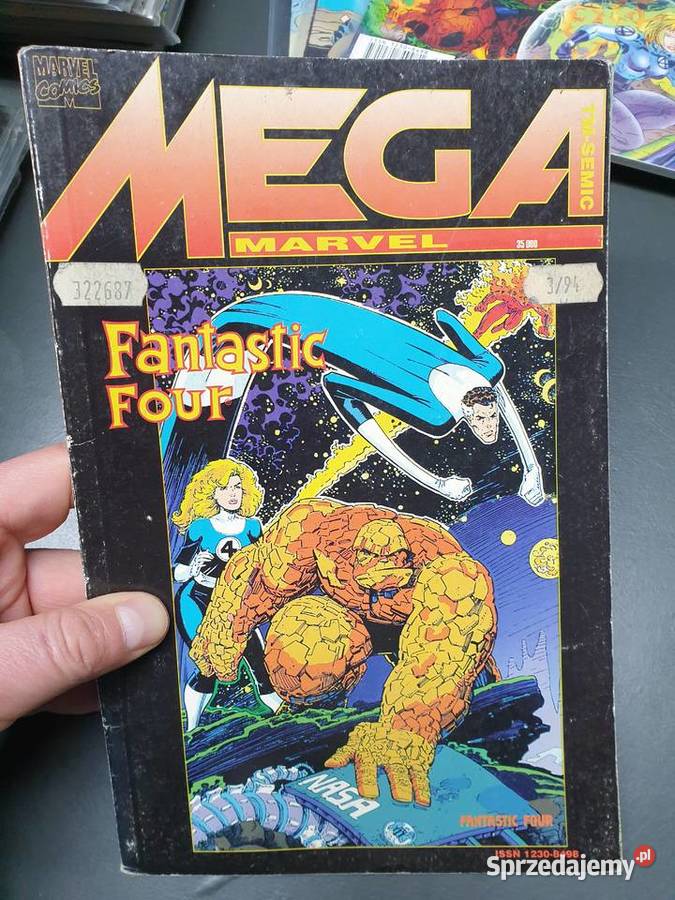 MARVEL
COMICS
M
MEGA
TM-SEMIC
MARVEL
35 000
322687
3/94
Fantastic
Four
4
NASA
FANTASTIC FOUR
ISSN 1230-8498
Sprzedajemy.pl